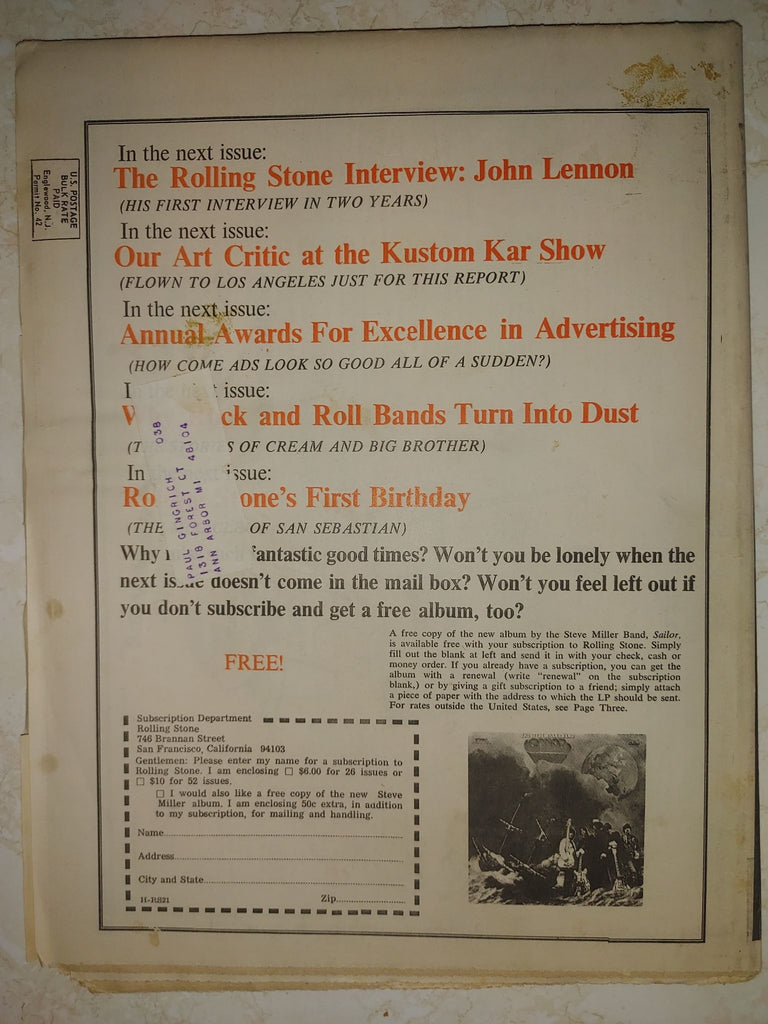 In the next issue:
The Rolling Stone Interview: John Lennon
(HIS FIRST INTERVIEW IN TWO YEARS)
In the next issue:
Our Art Critic at the Kustom Kar Show
(FLOWN TO LOS ANGELES JUST FOR THIS REPORT)
In the next issue:
Annual Awards For Excellence in Advertising
(HOW COME ADS LOOK SO GOOD ALL OF A SUDDEN?)
issue:
and Roll Bands Turn Into Dust
OF CREAM AND BIG BROTHER)
In issue:
First Birthday
(THE OF SAN SEBASTIAN)
Why good times? Won't you be lonely when the
next doesn't come in the mail box? Won't you feel left out if
you don't subscribe and get a free album, too?
U.S. POSTAGE
BULK RATE
PAID
Englewood, N.J.
Permit No. 42
038
PAUL GINGRICH
1318 FOREST CT
ANN ARBOR MI 48104
FREE!
A free copy of the new album by the Steve Miller Band, Sailor,
is available free with your subscription to Rolling Stone. Simply
fill out the blank at left and send it in with your check, cash or
money order. If you already have a subscription, you can get the
album with a renewal (write "renewal" on the subscription
blank,) or by giving a gift subscription to a friend; simply attach
a piece of paper with the address to which the LP should be sent.
For rates outside the United States, see Page Three.
Subscription Department
Rolling Stone
746 Brannan Street
San Francisco, California 94103
Gentlemen: Please enter my name for a subscription to
Rolling Stone. I am enclosing □ $6.00 for 26 issues or
□ $10 for 52 issues.
□ I would also like a free copy of the new Steve
Miller album. I am enclosing 50c extra, in addition
to my subscription, for mailing and handling.
Name
Address
City and State
H-RS21 Zip